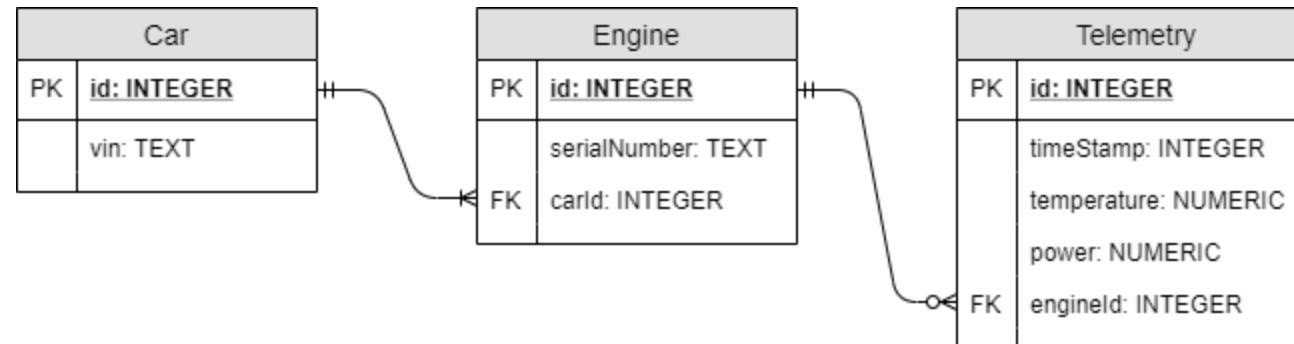 Car
PK id: INTEGER
vin: TEXT
Engine
PK id: INTEGER
serialNumber: TEXT
FK carId: INTEGER
Telemetry
PK id: INTEGER
timeStamp: INTEGER
temperature: NUMERIC
power: NUMERIC
FK engineId: INTEGER